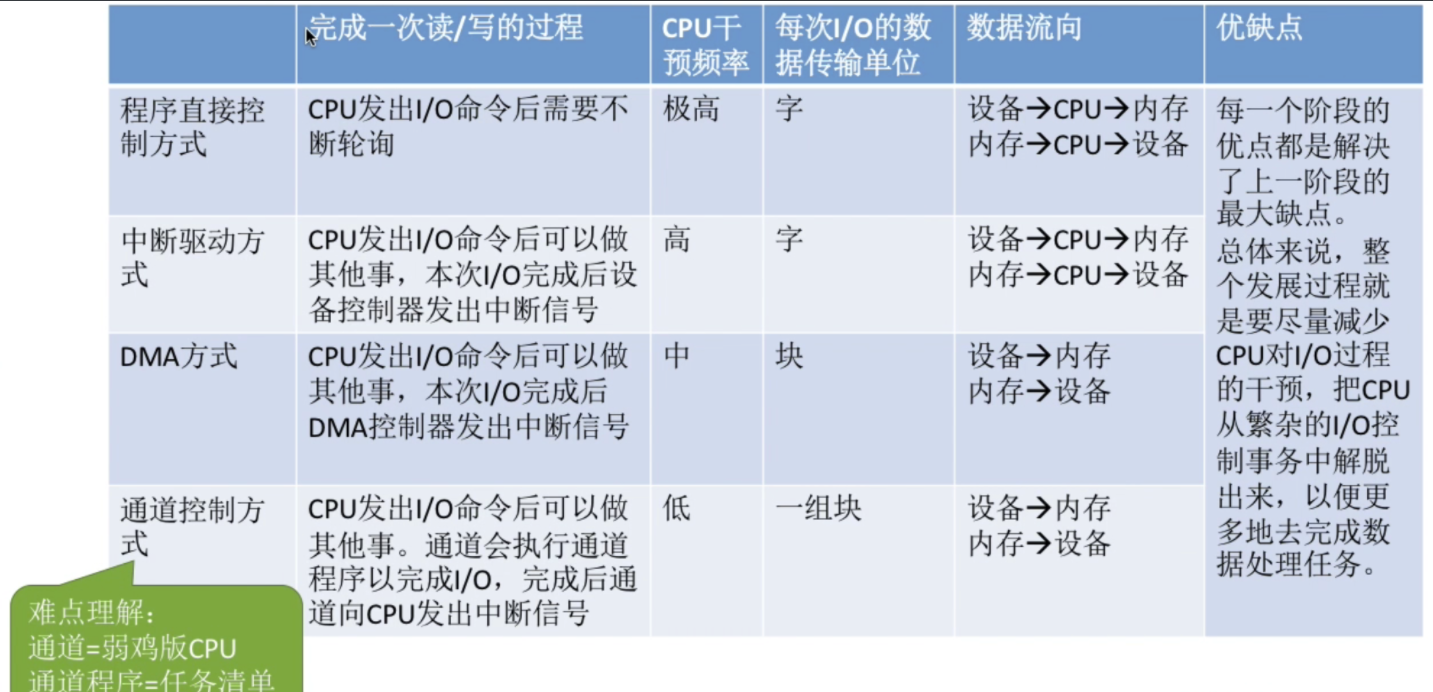 完成一次读/写的过程
CPU干
预频率
每次I/O的数
据传输单位
数据流向
优缺点
程序直接控
制方式
CPU发出I/O命令后需要不
断轮询
极高
字
设备→CPU→内存
内存→CPU→设备
中断驱动方
式
CPU发出I/O命令后可以做
其他事，本次I/O完成后设
备控制器发出中断信号
高
字
设备→CPU→内存
内存→CPU→设备
DMA方式
CPU发出I/O命令后可以做
其他事，本次I/O完成后
DMA控制器发出中断信号
中
块
设备→内存
内存→设备
通道控制方
式
CPU发出I/O命令后可以做
其他事。通道会执行通道
程序以完成I/O，完成后通
道向CPU发出中断信号
低
一组块
设备→内存
内存→设备
每一个阶段的
优点都是解决
了上一阶段的
最大缺点。
总体来说，整
个发展过程就
是要尽量减少
CPU对I/O过程
的干预，把CPU
从繁杂的I/O控
制事务中解脱
出来，以便更
多地去完成数
据处理任务。
难点理解：
通道=弱鸡版CPU
通道程序=任务清单